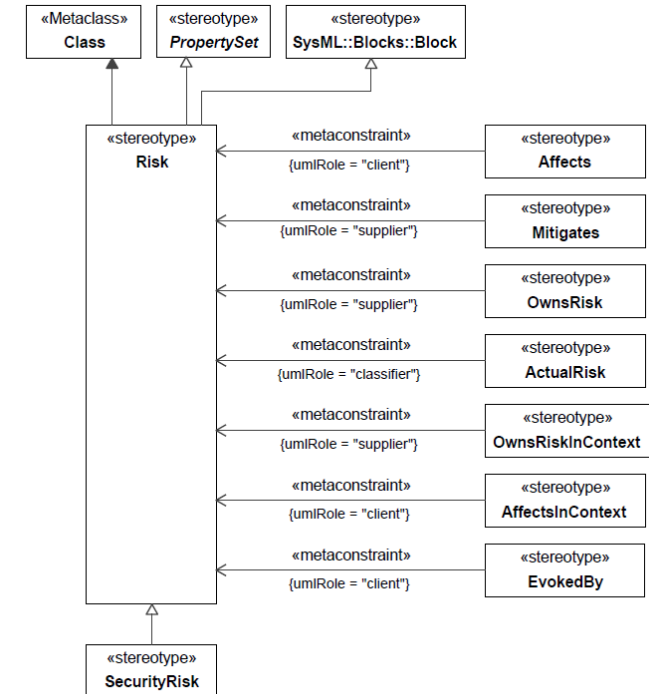 «Metaclass»
Class
«stereotype»
PropertySet
«stereotype»
SysML::Blocks::Block
«stereotype»
Risk
«metaconstraint»
{umlRole = "client"}
«stereotype»
Affects
«metaconstraint»
{umlRole = "supplier"}
«stereotype»
Mitigates
«metaconstraint»
{umlRole = "supplier"}
«stereotype»
OwnsRisk
«metaconstraint»
{umlRole = "classifier"}
«stereotype»
ActualRisk
«metaconstraint»
{umlRole = "supplier"}
«stereotype»
OwnsRiskInContext
«metaconstraint»
{umlRole = "client"}
«stereotype»
AffectsInContext
«metaconstraint»
{umlRole = "client"}
«stereotype»
EvokedBy
«stereotype»
SecurityRisk